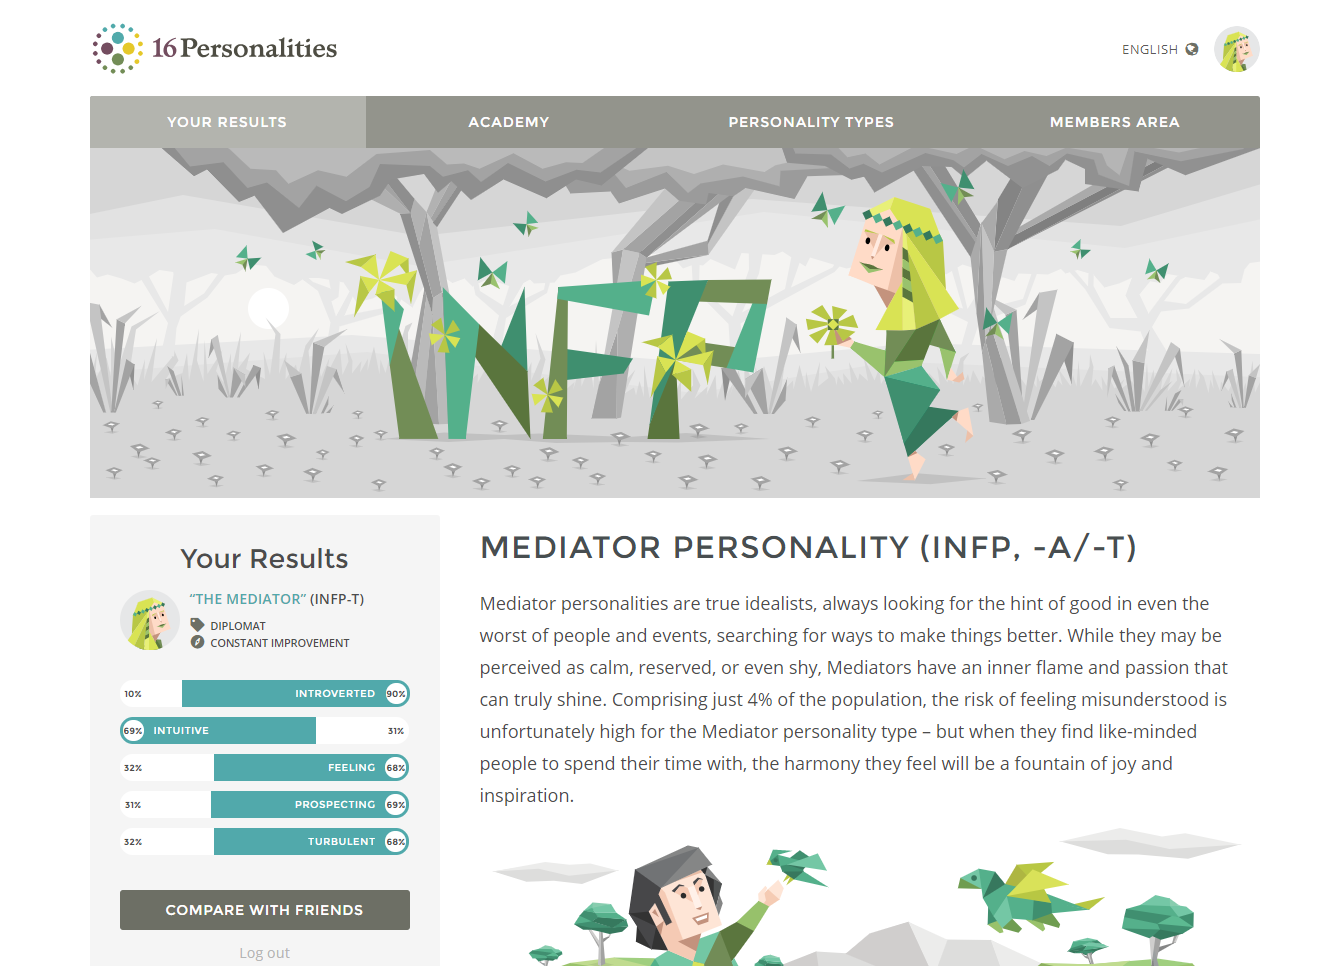 16Personalities
ENGLISH
YOUR RESULTS
ACADEMY
PERSONALITY TYPES
MEMBERS AREA
INFP
Your Results
“THE MEDIATOR” (INFP-T)
DIPLOMAT
CONSTANT IMPROVEMENT
10% INTROVERTED 90%
69% INTUITIVE 31%
32% FEELING 68%
31% PROSPECTING 69%
32% TURBULENT 68%
COMPARE WITH FRIENDS
Log out
MEDIATOR PERSONALITY (INFP, -A/-T)
Mediator personalities are true idealists, always looking for the hint of good in even the
worst of people and events, searching for ways to make things better. While they may be
perceived as calm, reserved, or even shy, Mediators have an inner flame and passion that
can truly shine. Comprising just 4% of the population, the risk of feeling misunderstood is
unfortunately high for the Mediator personality type – but when they find like-minded
people to spend their time with, the harmony they feel will be a fountain of joy and
inspiration.